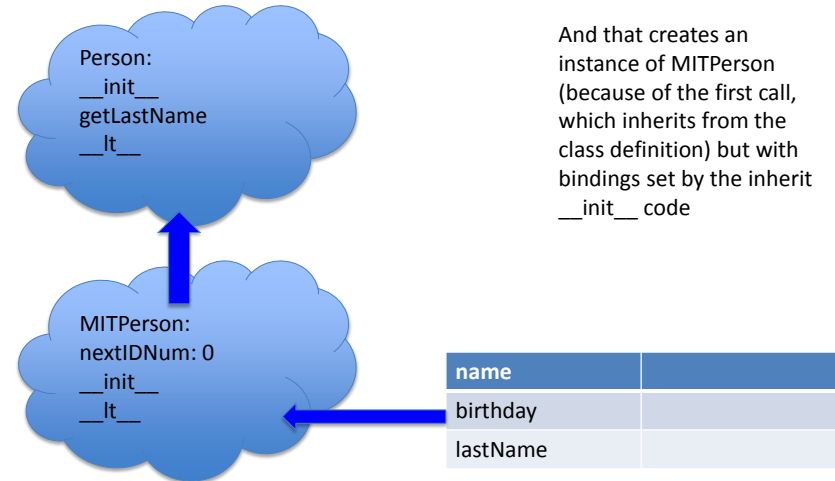 Person:
__init__
getLastName
__lt__
And that creates an
instance of MITPerson
(because of the first call,
which inherits from the
class definition) but with
bindings set by the inherit
__init__ code
MITPerson:
nextIDNum: 0
__init__
__lt__
name
birthday
lastName